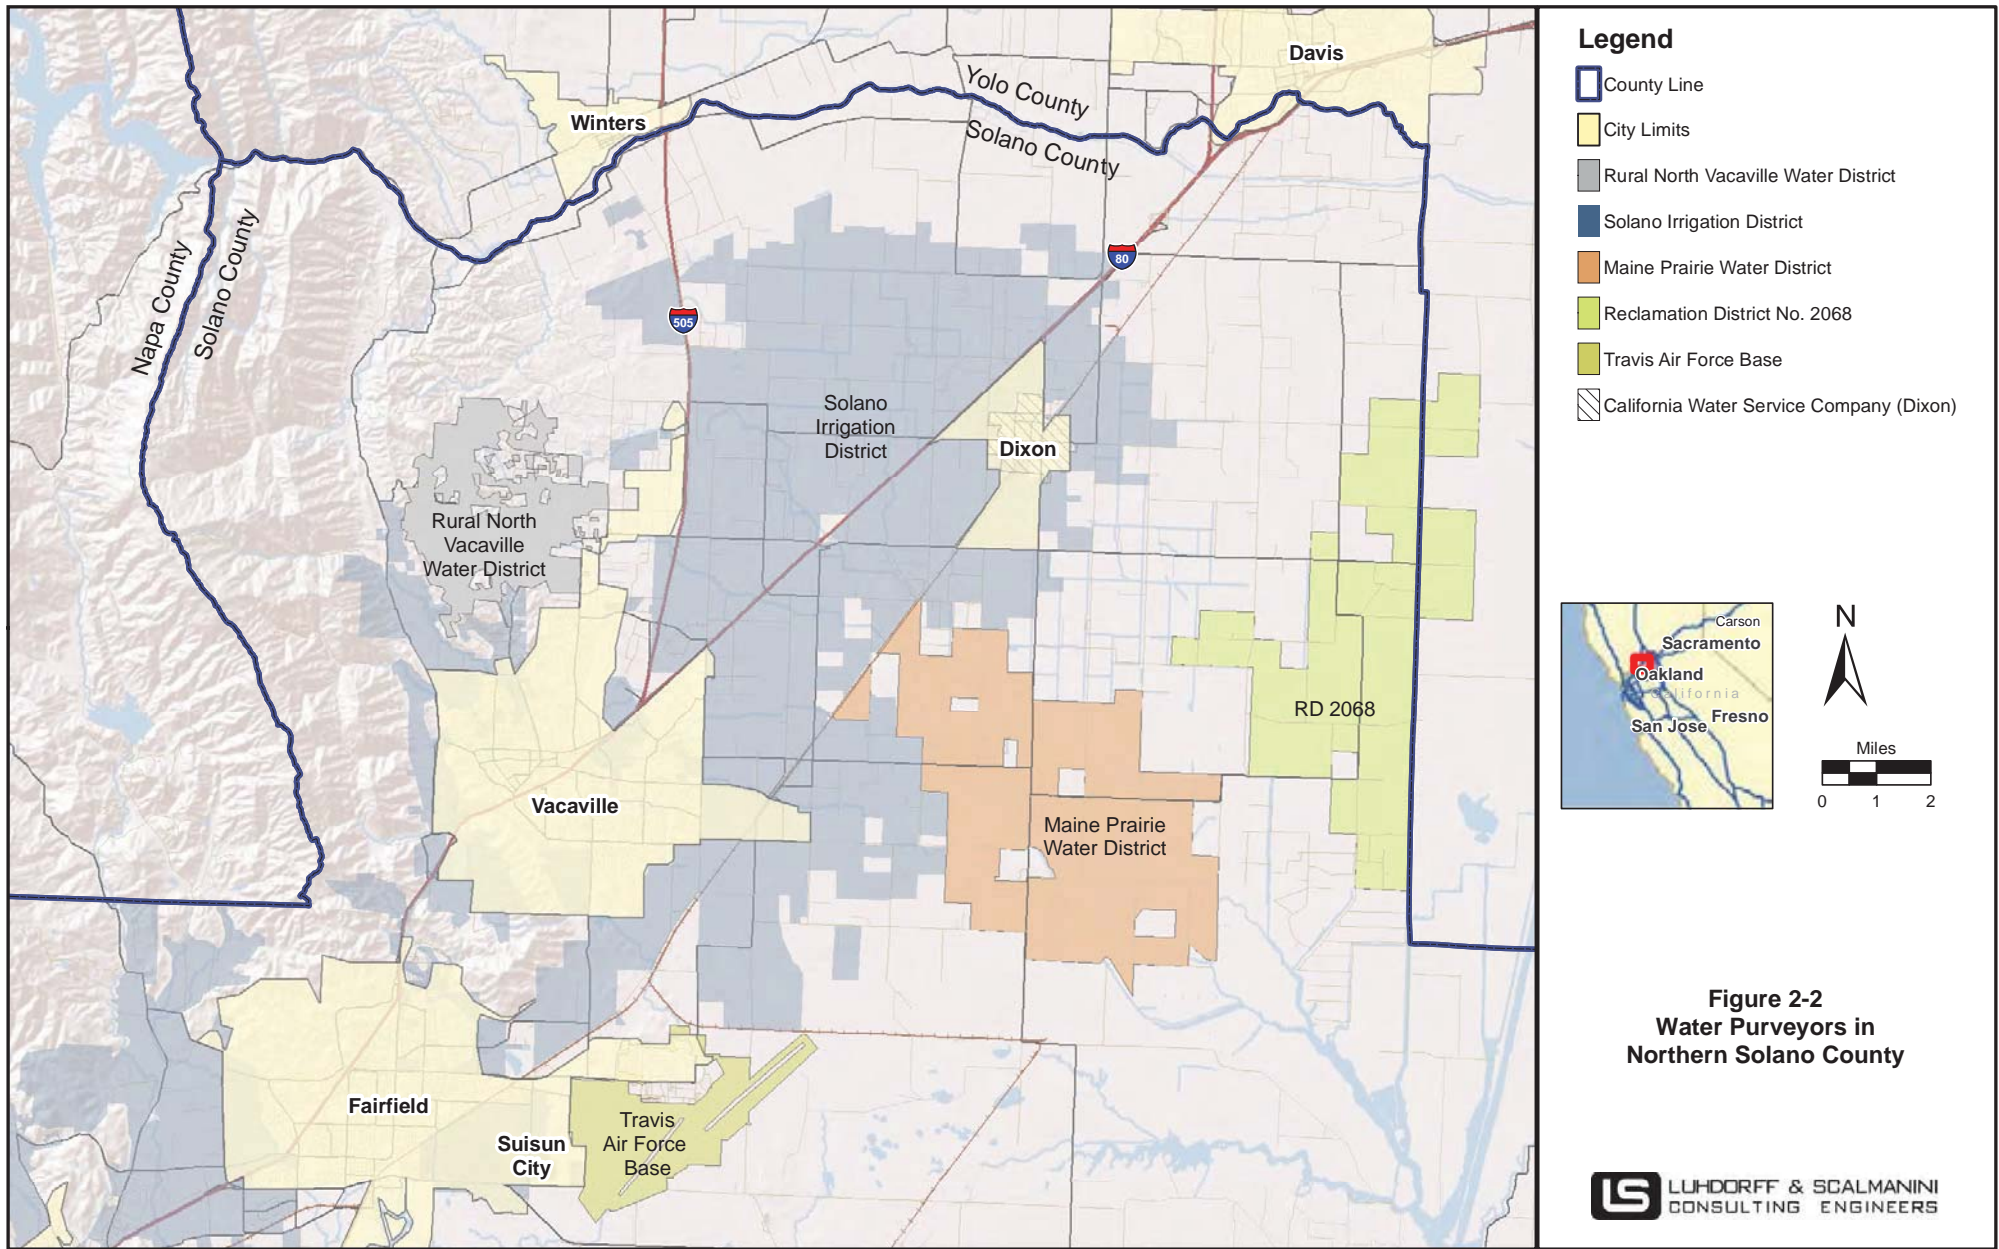 Davis
Winters
Yolo County
Solano County
Napa County
Solano County
80
505
Solano
Irrigation
District
Dixon
Rural North
Vacaville
Water District
RD 2068
Vacaville
Maine Prairie
Water District
Fairfield
Suisun
City
Travis
Air Force
Base
Legend
County Line
City Limits
Rural North Vacaville Water District
Solano Irrigation District
Maine Prairie Water District
Reclamation District No. 2068
Travis Air Force Base
California Water Service Company (Dixon)
Carson
Sacramento
Oakland
California
San Jose
Fresno
N
Miles
0 1 2
Figure 2-2
Water Purveyors in
Northern Solano County
LS
LUHDORFF & SCALMANINI
CONSULTING ENGINEERS